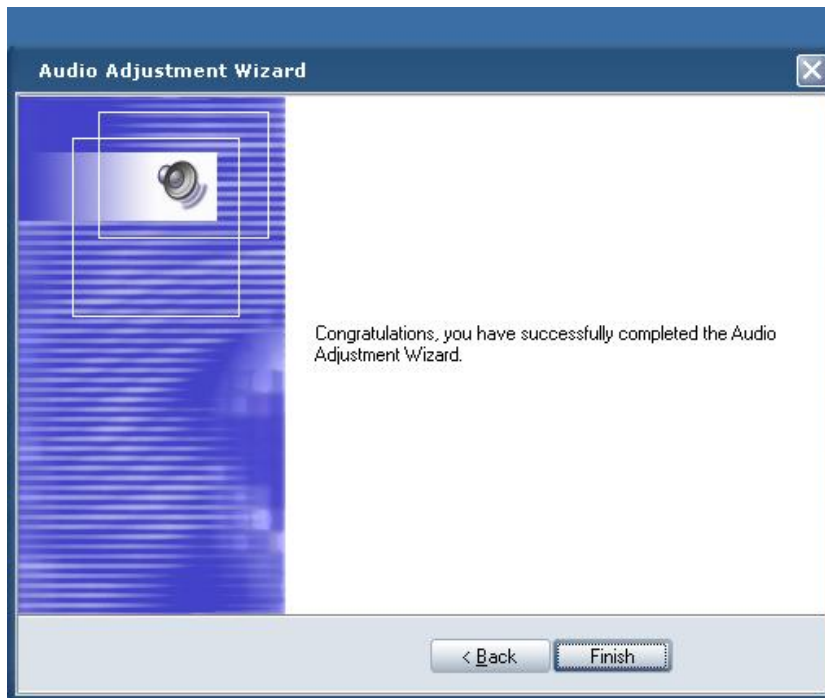 Audio Adjustment Wizard
Congratulations, you have successfully completed the Audio
Adjustment Wizard.
< Back
Finish